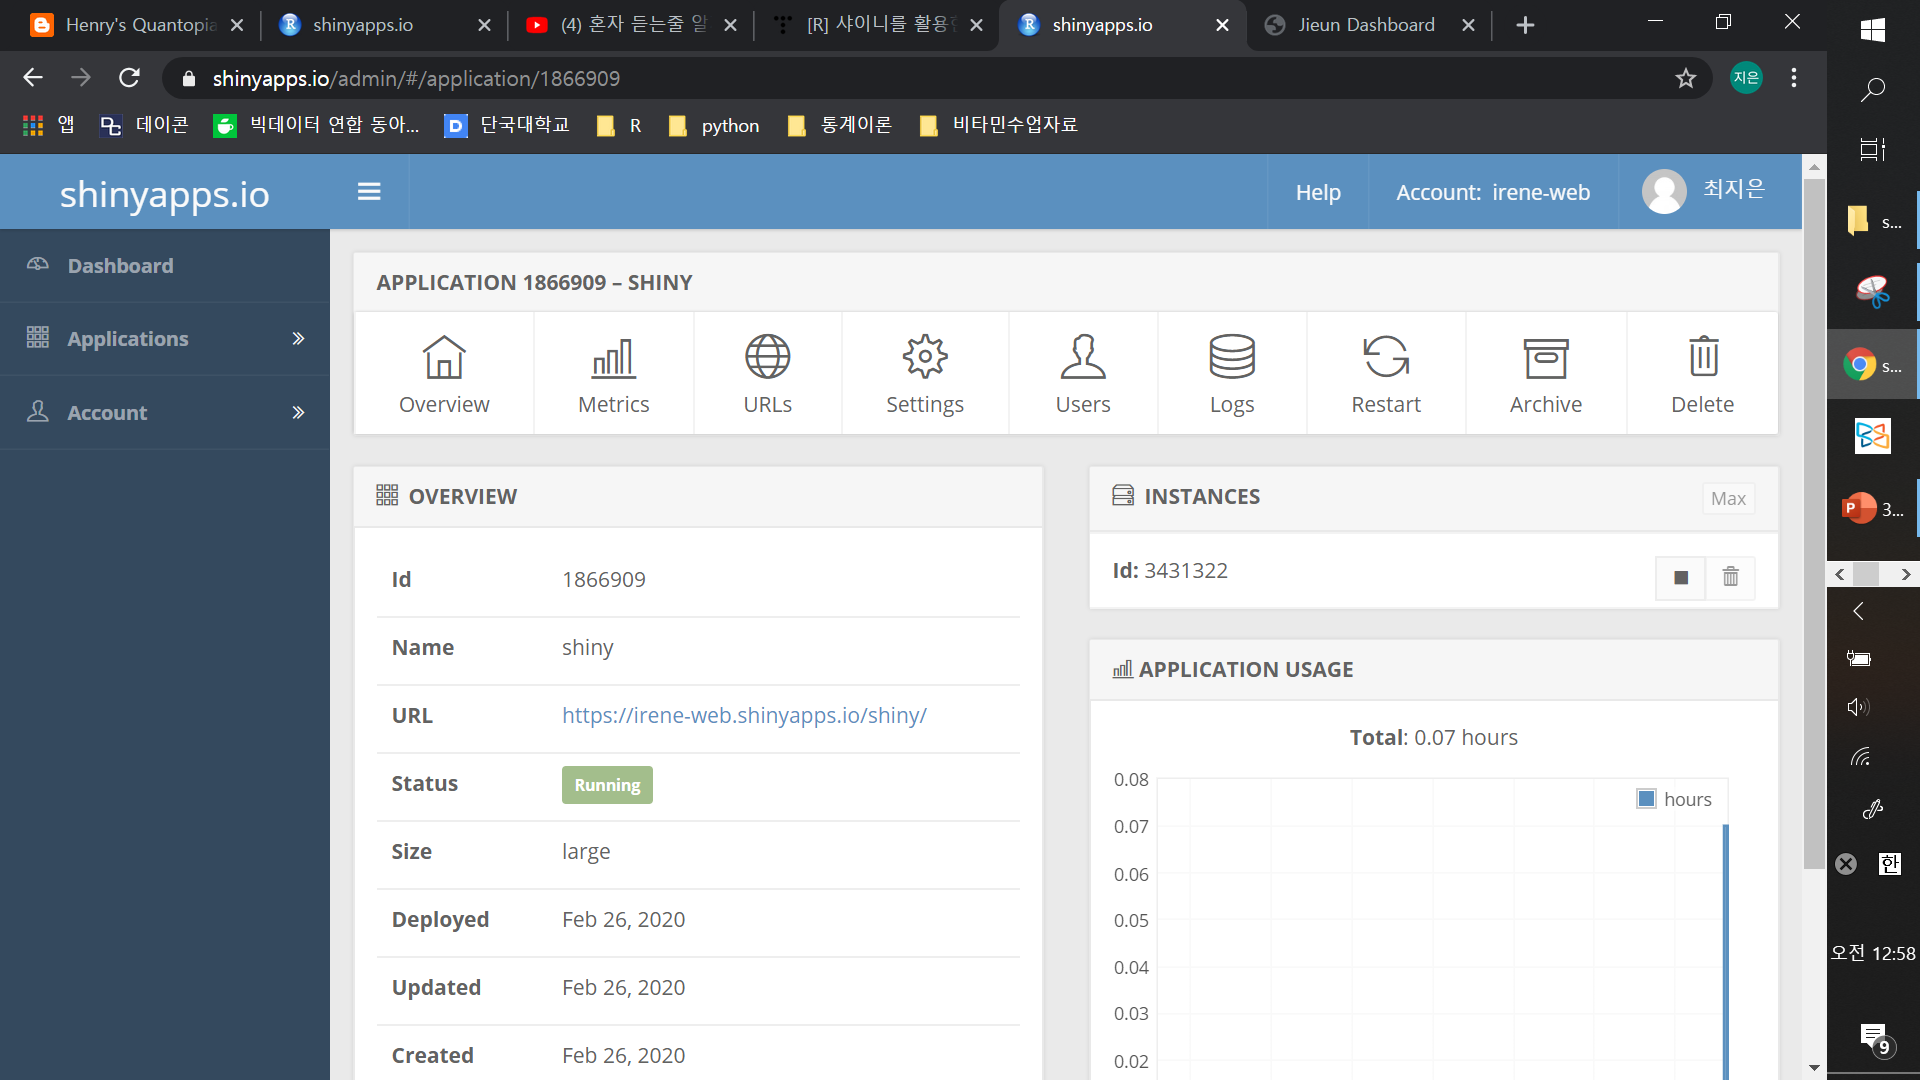 Henry's Quantopia
shinyapps.io
(4) 혼자 듣는줄 알
[R] 샤이니를 활용한
shinyapps.io
Jieun Dashboard
shinyapps.io/admin/#/application/1866909
지은
앱
데이콘
빅데이터 연합 동아...
단국대학교
R
python
통계이론
비타민수업자료
shinyapps.io
Help
Account: irene-web
최지은
Dashboard
Applications
Account
APPLICATION 1866909 – SHINY
Overview
Metrics
URLs
Settings
Users
Logs
Restart
Archive
Delete
OVERVIEW
Id 1866909
Name shiny
URL https://irene-web.shinyapps.io/shiny/
Status Running
Size large
Deployed Feb 26, 2020
Updated Feb 26, 2020
Created Feb 26, 2020
INSTANCES
Max
Id: 3431322
APPLICATION USAGE
Total: 0.07 hours
hours
0.08
0.07
0.06
0.05
0.04
0.03
0.02
s...
s...
3...
한
오전 12:58
9